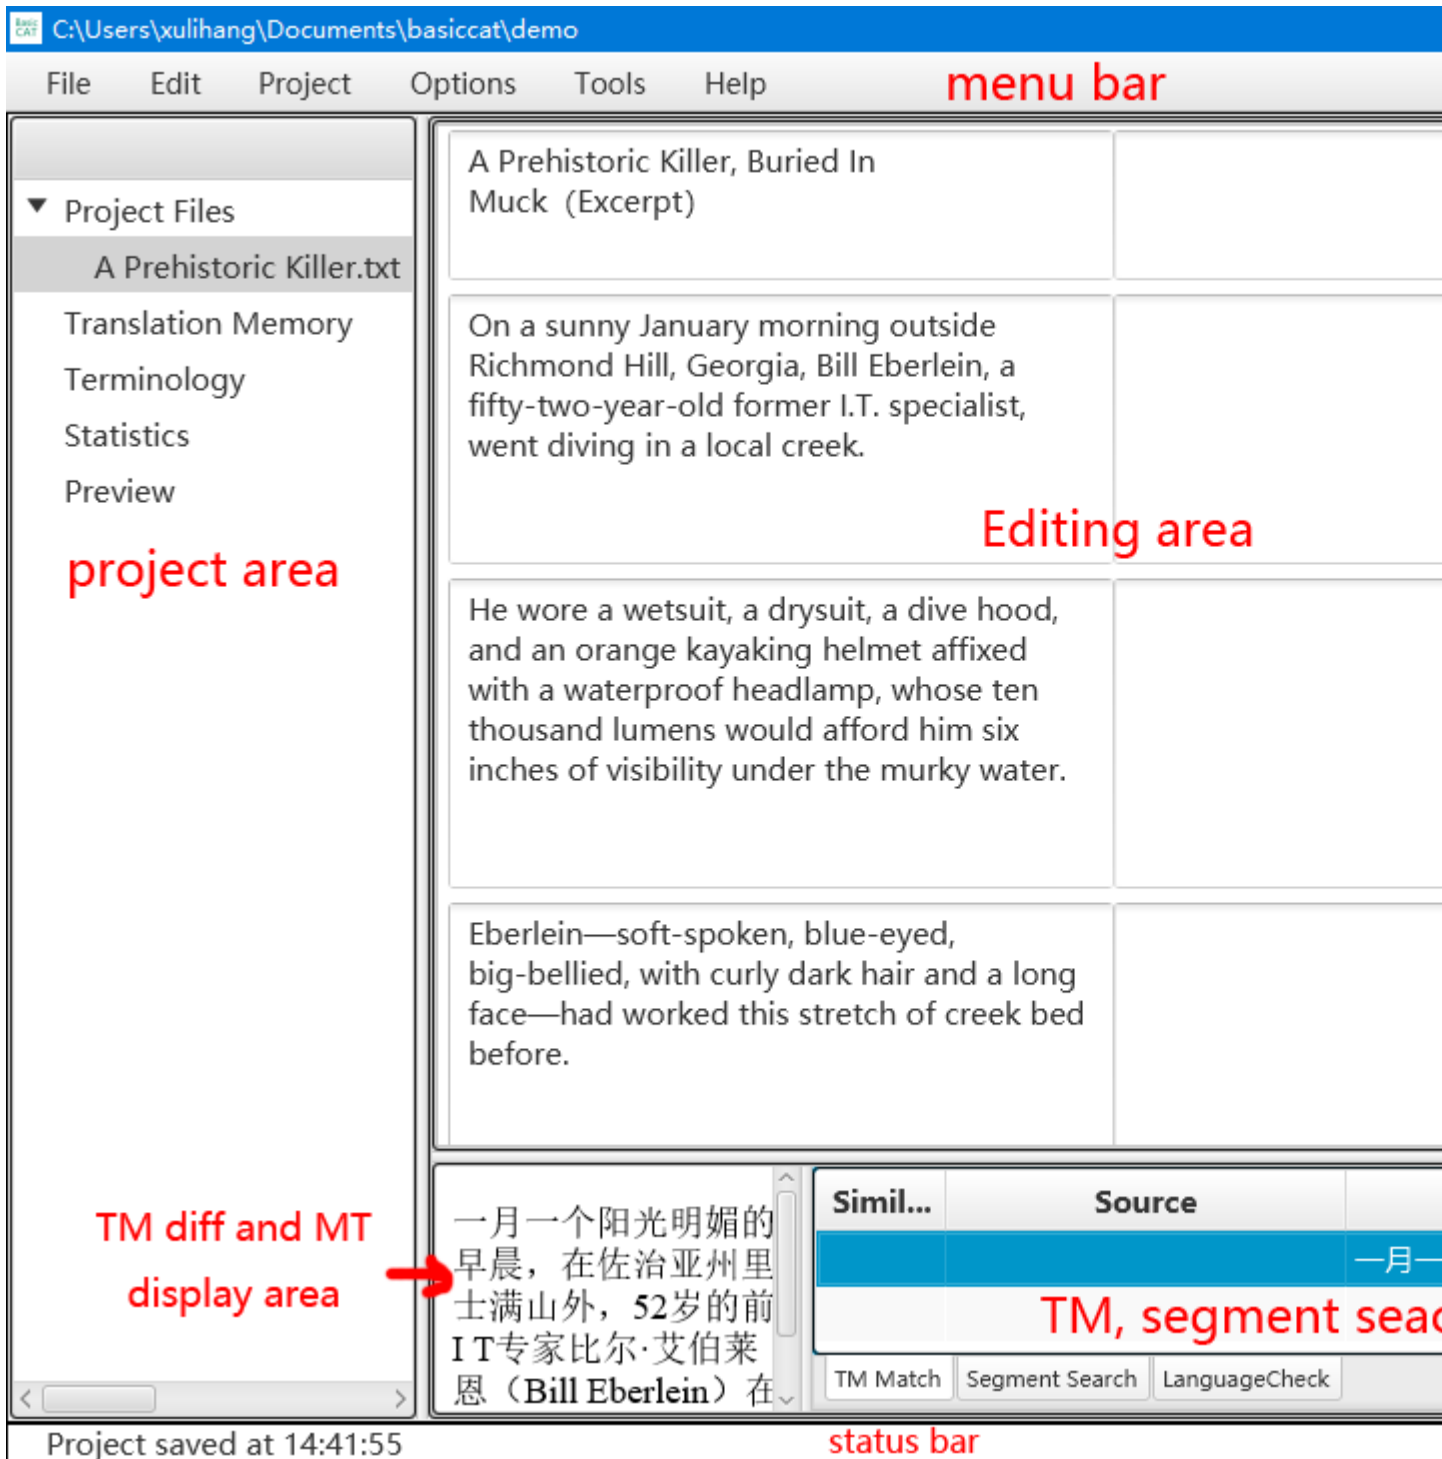 Basic
CAT
C:\Users\xulihang\Documents\basiccat\demo
File Edit Project Options Tools Help
menu bar
Project Files
A Prehistoric Killer.txt
Translation Memory
Terminology
Statistics
Preview
project area
A Prehistoric Killer, Buried In
Muck (Excerpt)
On a sunny January morning outside
Richmond Hill, Georgia, Bill Eberlein, a
fifty-two-year-old former I.T. specialist,
went diving in a local creek.
Editing area
He wore a wetsuit, a drysuit, a dive hood,
and an orange kayaking helmet affixed
with a waterproof headlamp, whose ten
thousand lumens would afford him six
inches of visibility under the murky water.
Eberlein—soft-spoken, blue-eyed,
big-bellied, with curly dark hair and a long
face—had worked this stretch of creek bed
before.
TM diff and MT
display area
一月一个阳光明媚的
早晨，在佐治亚州里
士满山外，52岁的前
IT专家比尔·艾伯莱
恩（Bill Eberlein）在
Simil... Source
一月一
TM, segment seac
TM Match Segment Search LanguageCheck
Project saved at 14:41:55
status bar